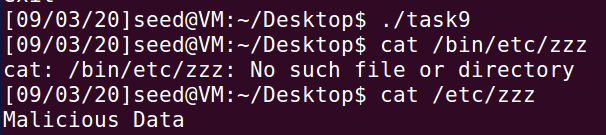 [09/03/20]seed@VM:~/Desktop$ ./task9
[09/03/20]seed@VM:~/Desktop$ cat /bin/etc/zzz
cat: /bin/etc/zzz: No such file or directory
[09/03/20]seed@VM:~/Desktop$ cat /etc/zzz
Malicious Data